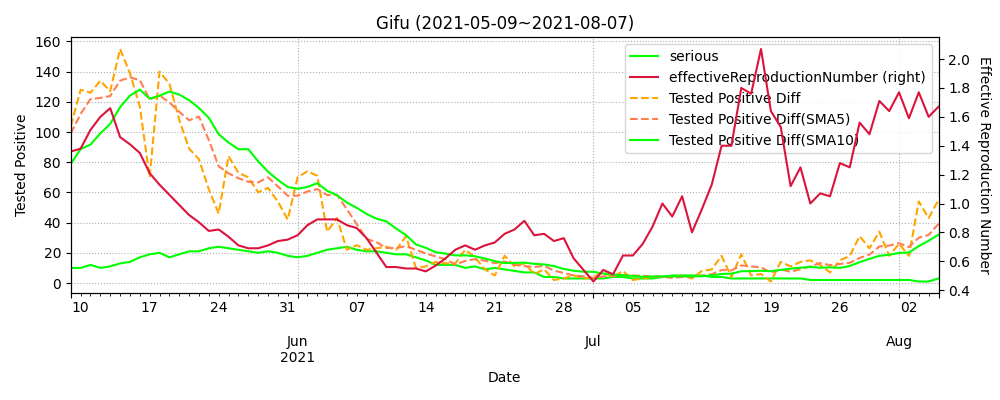 Gifu (2021-05-09~2021-08-07)
160
140
120
100
80
60
40
20
0
Tested Positive
2.0
1.8
1.6
1.4
1.2
1.0
0.8
0.6
0.4
Effective Reproduction Number
serious
effectiveReproductionNumber (right)
Tested Positive Diff
Tested Positive Diff(SMA5)
Tested Positive Diff(SMA10)
10 17 24 31 07 14 21 28 05 12 19 26 02
Jun Jul Aug
2021
Date